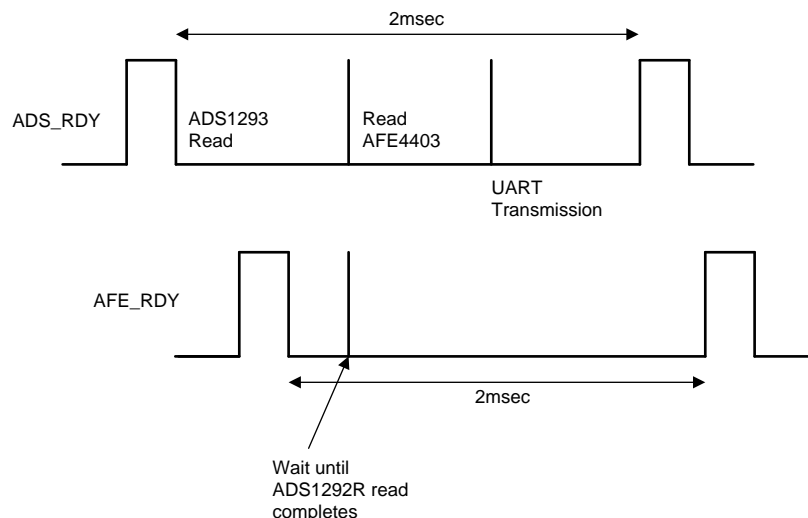 2msec
ADS_RDY
ADS1293
Read
Read
AFE4403
UART
Transmission
AFE_RDY
2msec
Wait until
ADS1292R read
completes